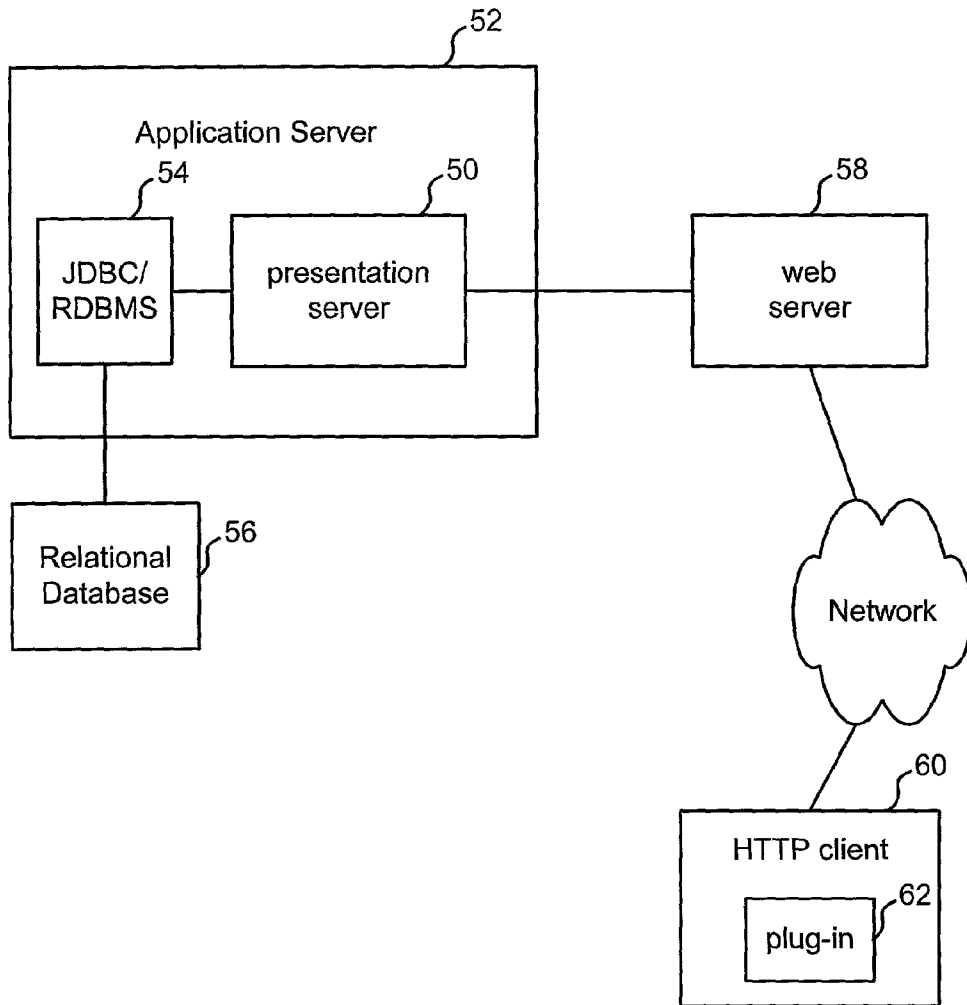 52
Application Server
54
50
58
JDBC/
RDBMS
presentation
server
web
server
Relational
Database
56
Network
60
HTTP client
62
plug-in